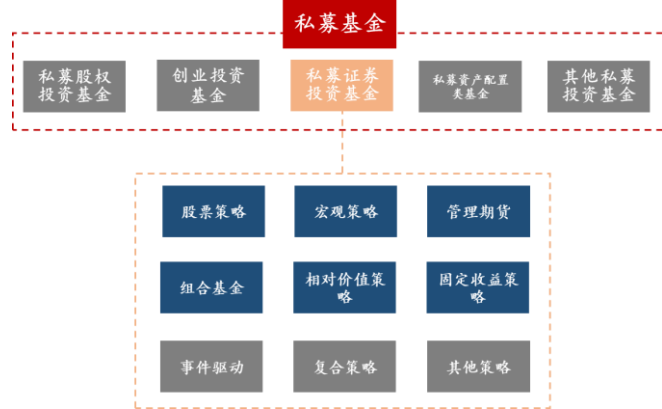 私募基金
私募股权
投资基金
创业投资
基金
私募证券
投资基金
私募资产配置
类基金
其他私募
投资基金
股票策略
宏观策略
管理期货
组合基金
相对价值策
略
固定收益策
略
事件驱动
复合策略
其他策略